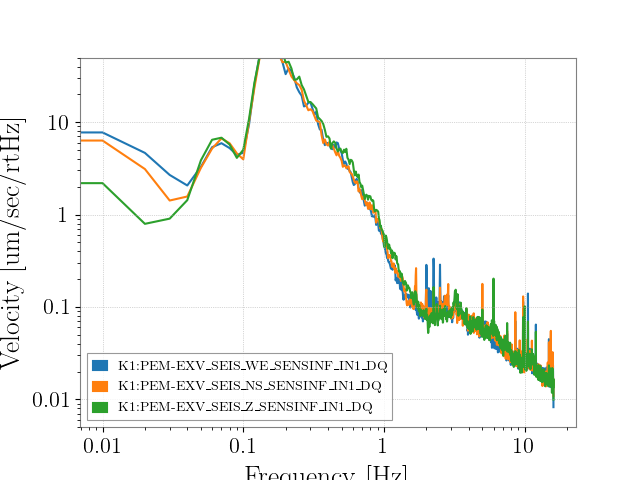 Velocity [um/sec/rtHz]
10
1
0.1
0.01
K1:PEM-EXV_SEIS_WE_SENSINF_IN1_DQ
K1:PEM-EXV_SEIS_NS_SENSINF_IN1_DQ
K1:PEM-EXV_SEIS_Z_SENSINF_IN1_DQ
0.01 0.1 1 10
Frequency [Hz]